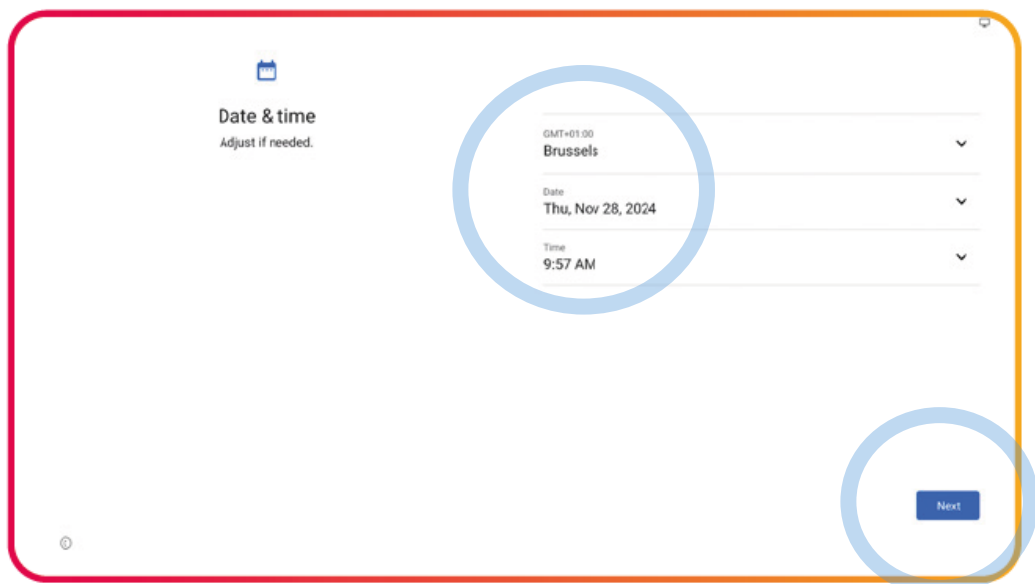 Date & time
Adjust if needed.
GMT+01:00
Brussels
Date
Thu, Nov 28, 2024
Time
9:57 AM
Next